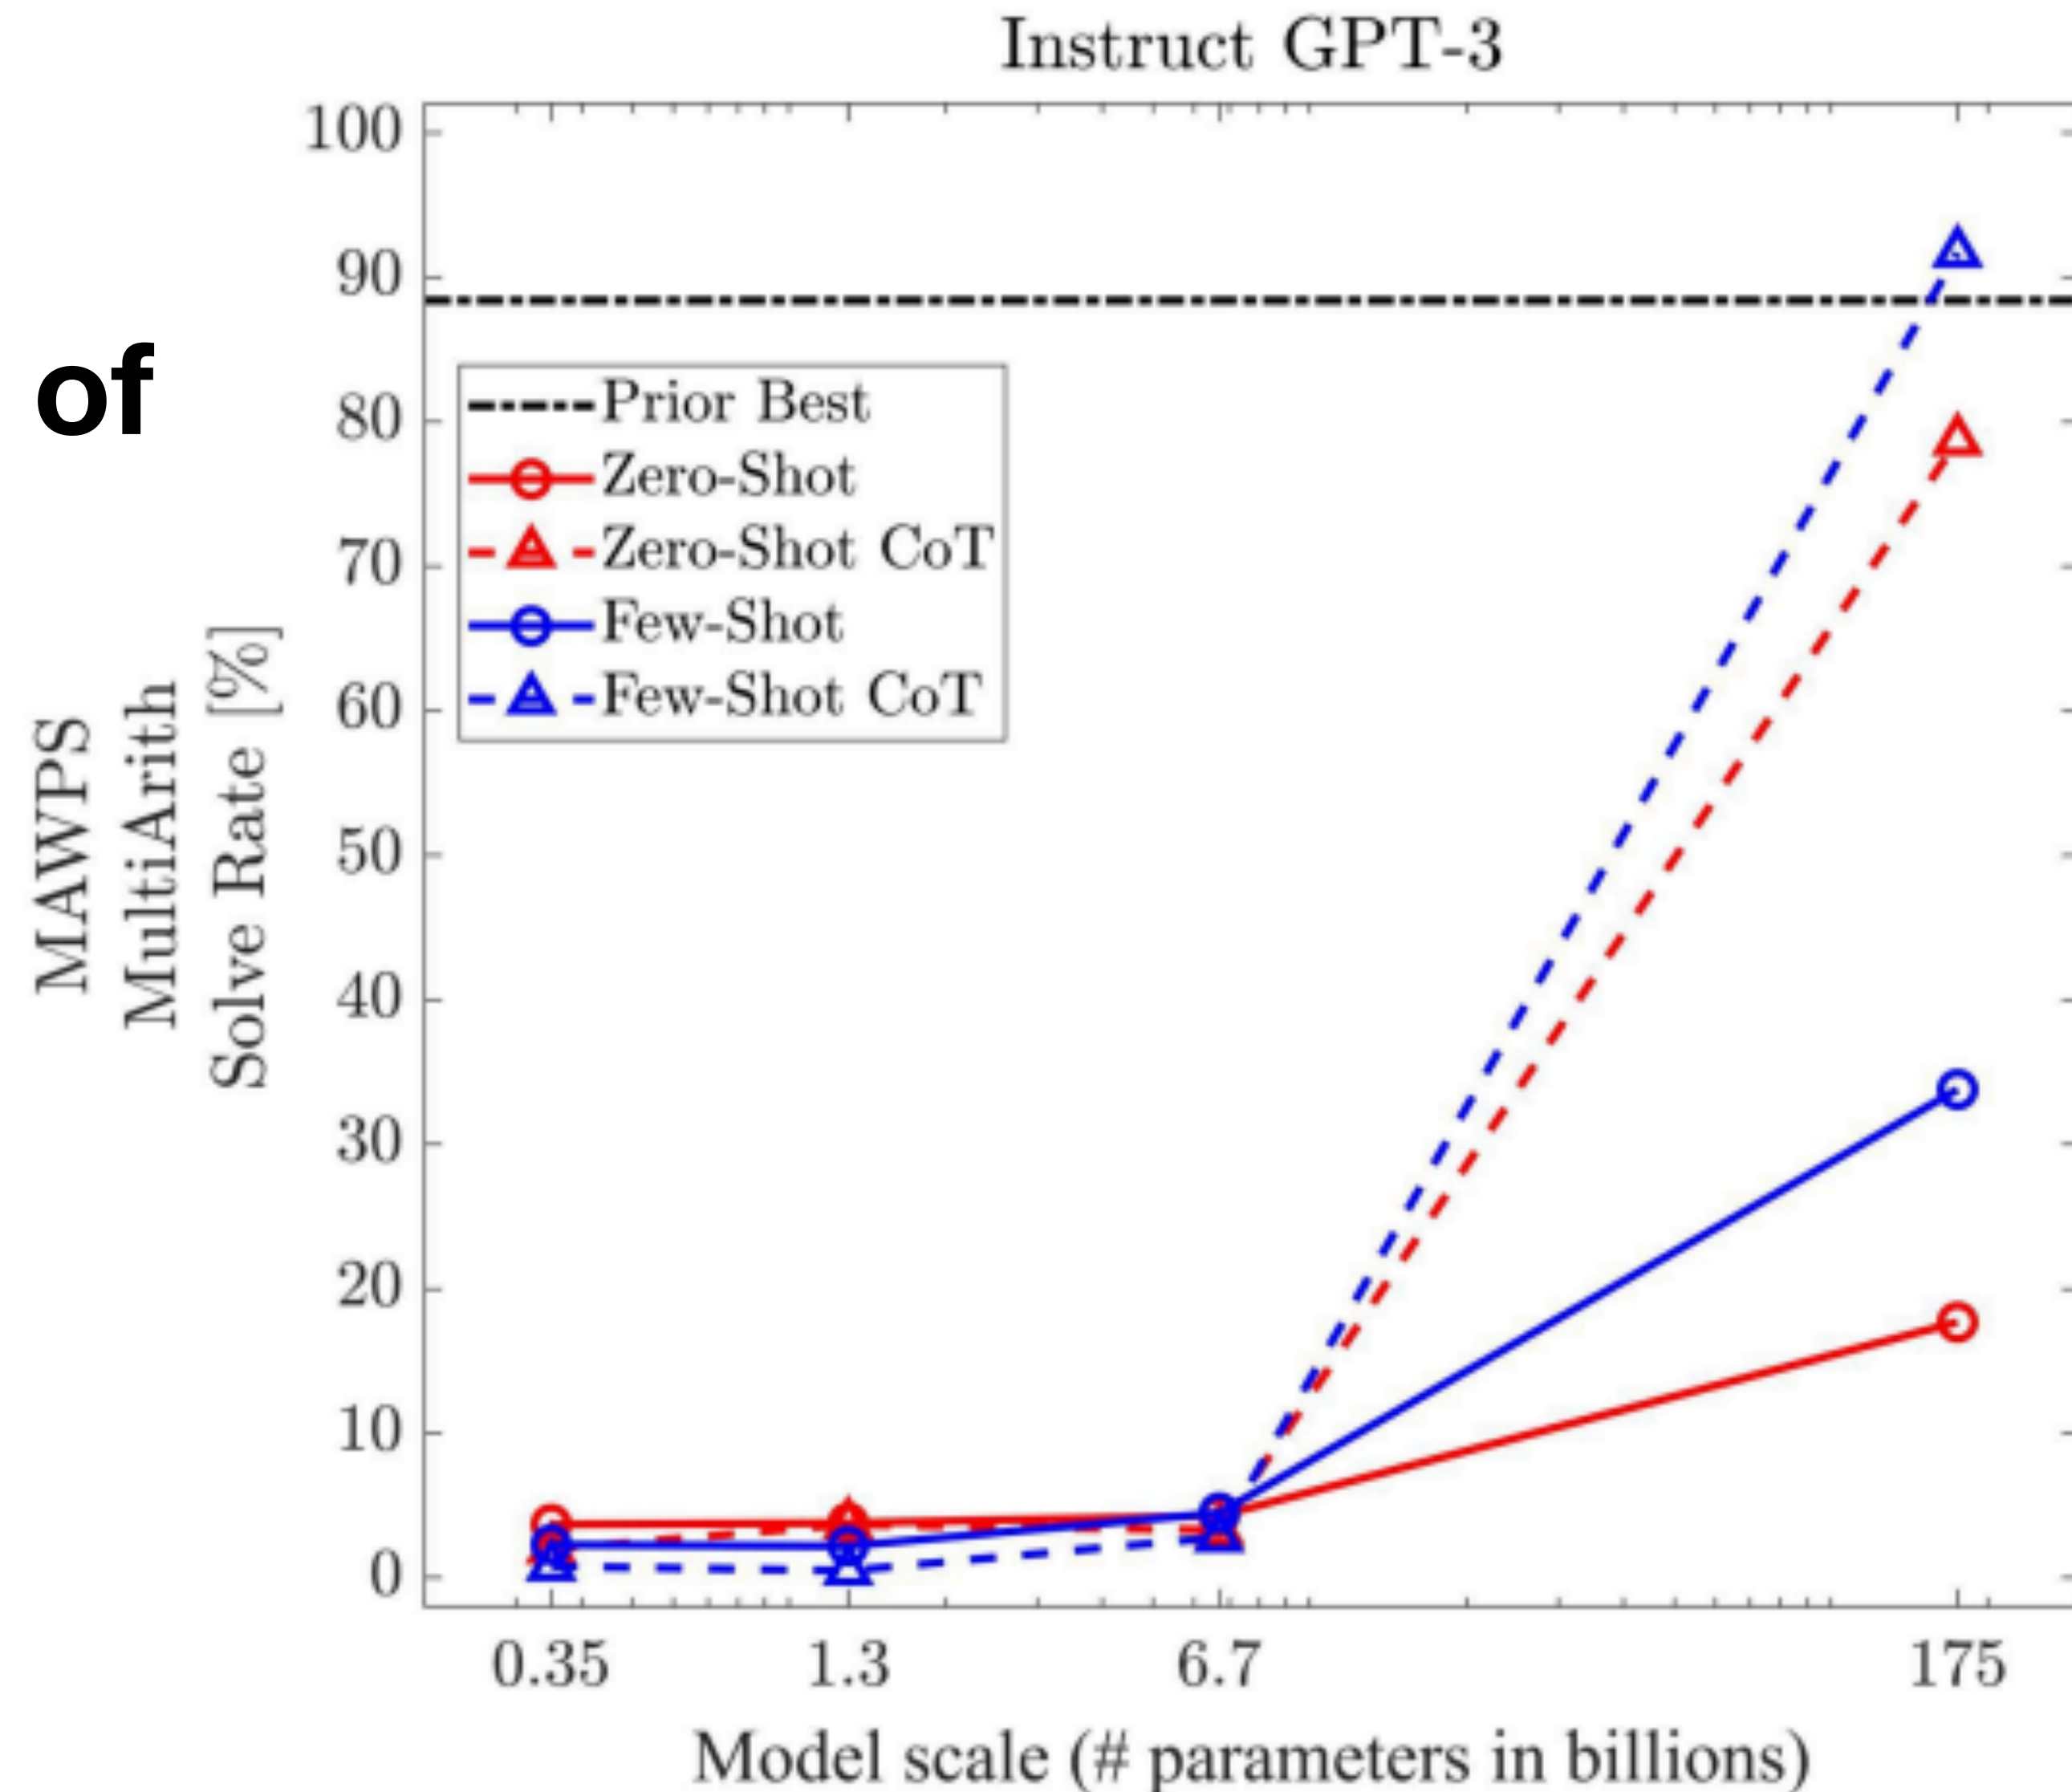 Instruct GPT-3
of
MAWPS
MultiArith
Solve Rate [%]
100
90
80
70
60
50
40
30
20
10
0
Prior Best
Zero-Shot
Zero-Shot CoT
Few-Shot
Few-Shot CoT
0.35 1.3 6.7 175
Model scale (# parameters in billions)